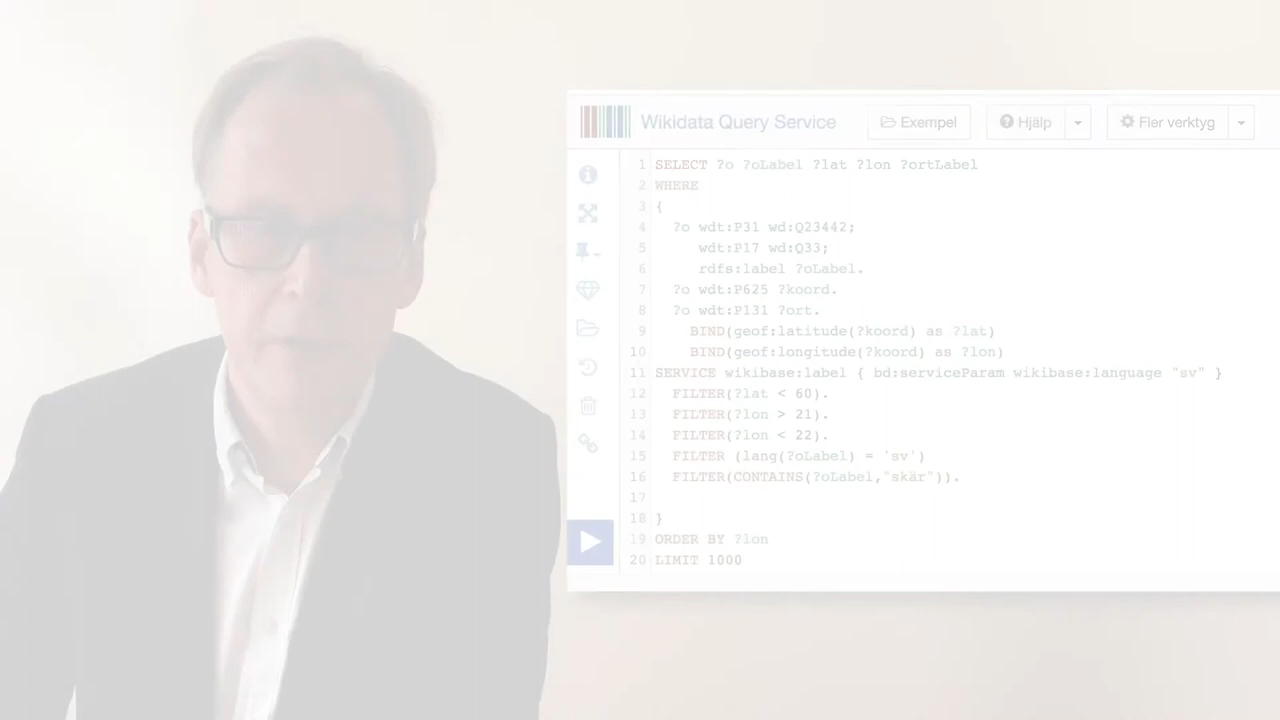 Wikidata Query Service
Exempel
Hjälp
Fler verktyg
1 SELECT ?o ?oLabel ?lat ?lon ?ortLabel
2 WHERE
3 {
4 ?o wdt:P31 wd:Q23442;
5 wdt:P17 wd:Q33;
6 rdfs:label ?oLabel.
7 ?o wdt:P625 ?koord.
8 ?o wdt:P131 ?ort.
9 BIND(geof:latitude(?koord) as ?lat)
10 BIND(geof:longitude(?koord) as ?lon)
11 SERVICE wikibase:label { bd:serviceParam wikibase:language "sv" }
12 FILTER(?lat < 60).
13 FILTER(?lon > 21).
14 FILTER(?lon < 22).
15 FILTER (lang(?oLabel) = 'sv')
16 FILTER(CONTAINS(?oLabel,"skär")).
17
18 }
19 ORDER BY ?lon
20 LIMIT 1000